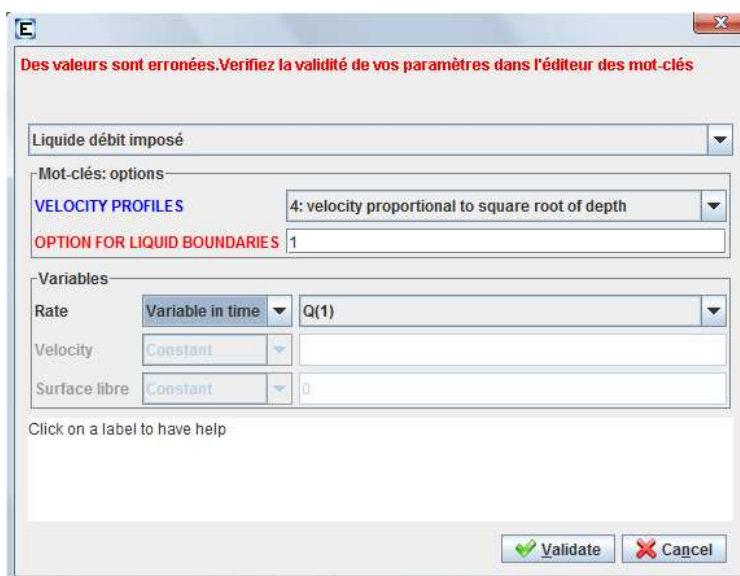 E
Des valeurs sont erronées.Verifiez la validité de vos paramètres dans l'éditeur des mot-clés
Liquide débit imposé
Mot-clés: options
VELOCITY PROFILES 4: velocity proportional to square root of depth
OPTION FOR LIQUID BOUNDARIES 1
Variables
Rate Variable in time Q(1)
Velocity Constant
Surface libre Constant 0
Click on a label to have help
Validate Cancel